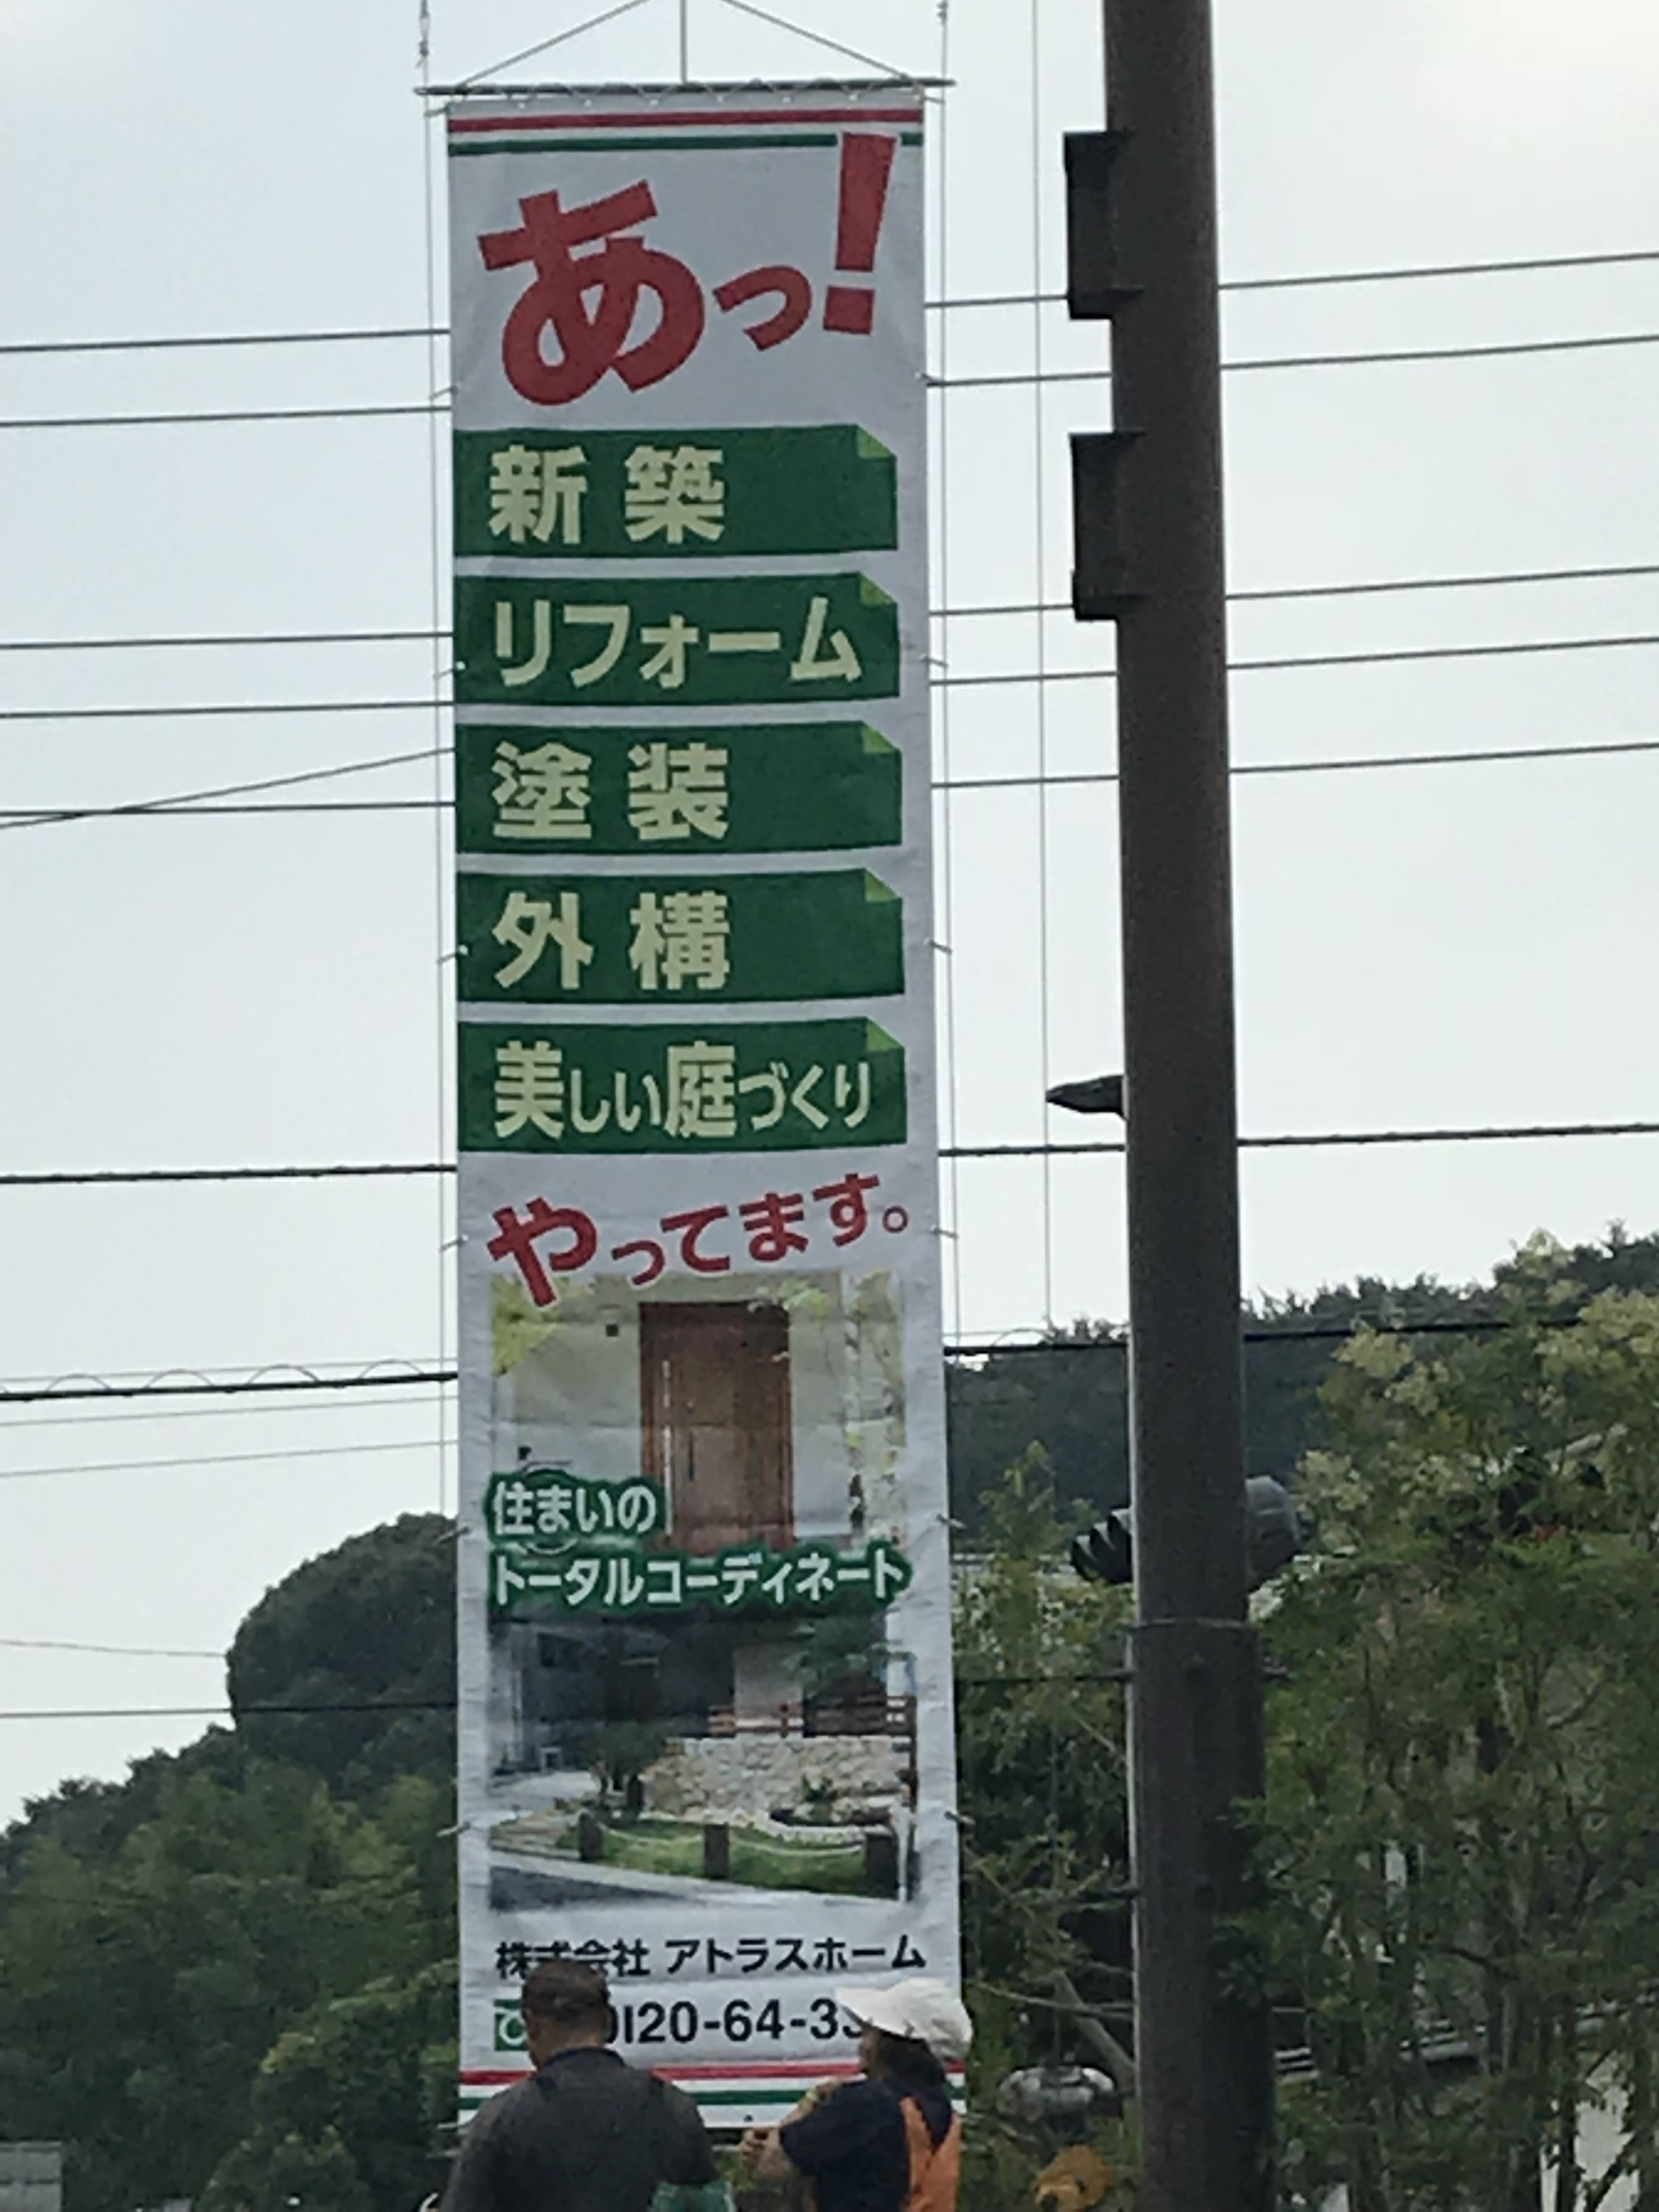 あっ!
新築
リフォーム
塗装
外構
美しい庭づくり
やってます。
住まいの
トータルコーディネート
株式会社 アトラスホーム
0120-64-33